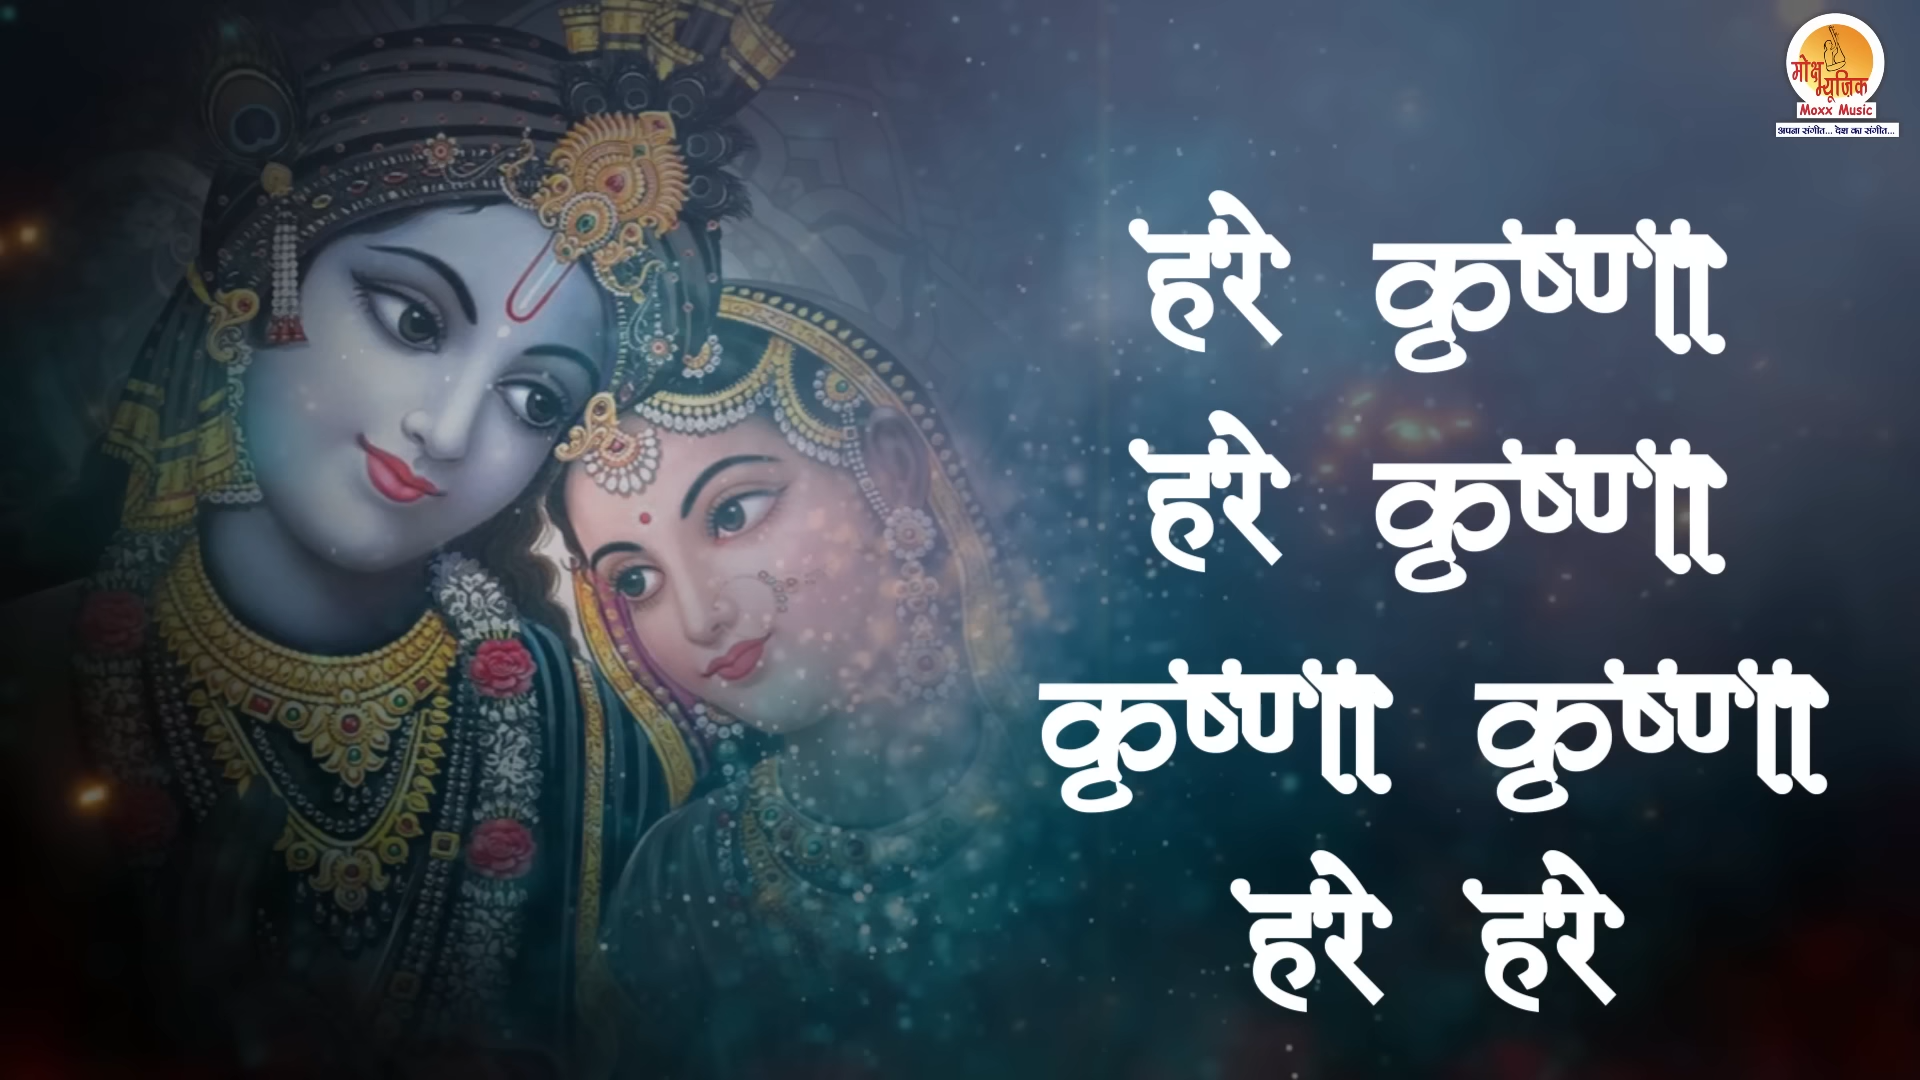 मोक्ष
म्यूज़िक
Moxx Music
अपना संगीत... देश का संगीत...
हरे कृष्णा
हरे कृष्णा
कृष्णा कृष्णा
हरे हरे